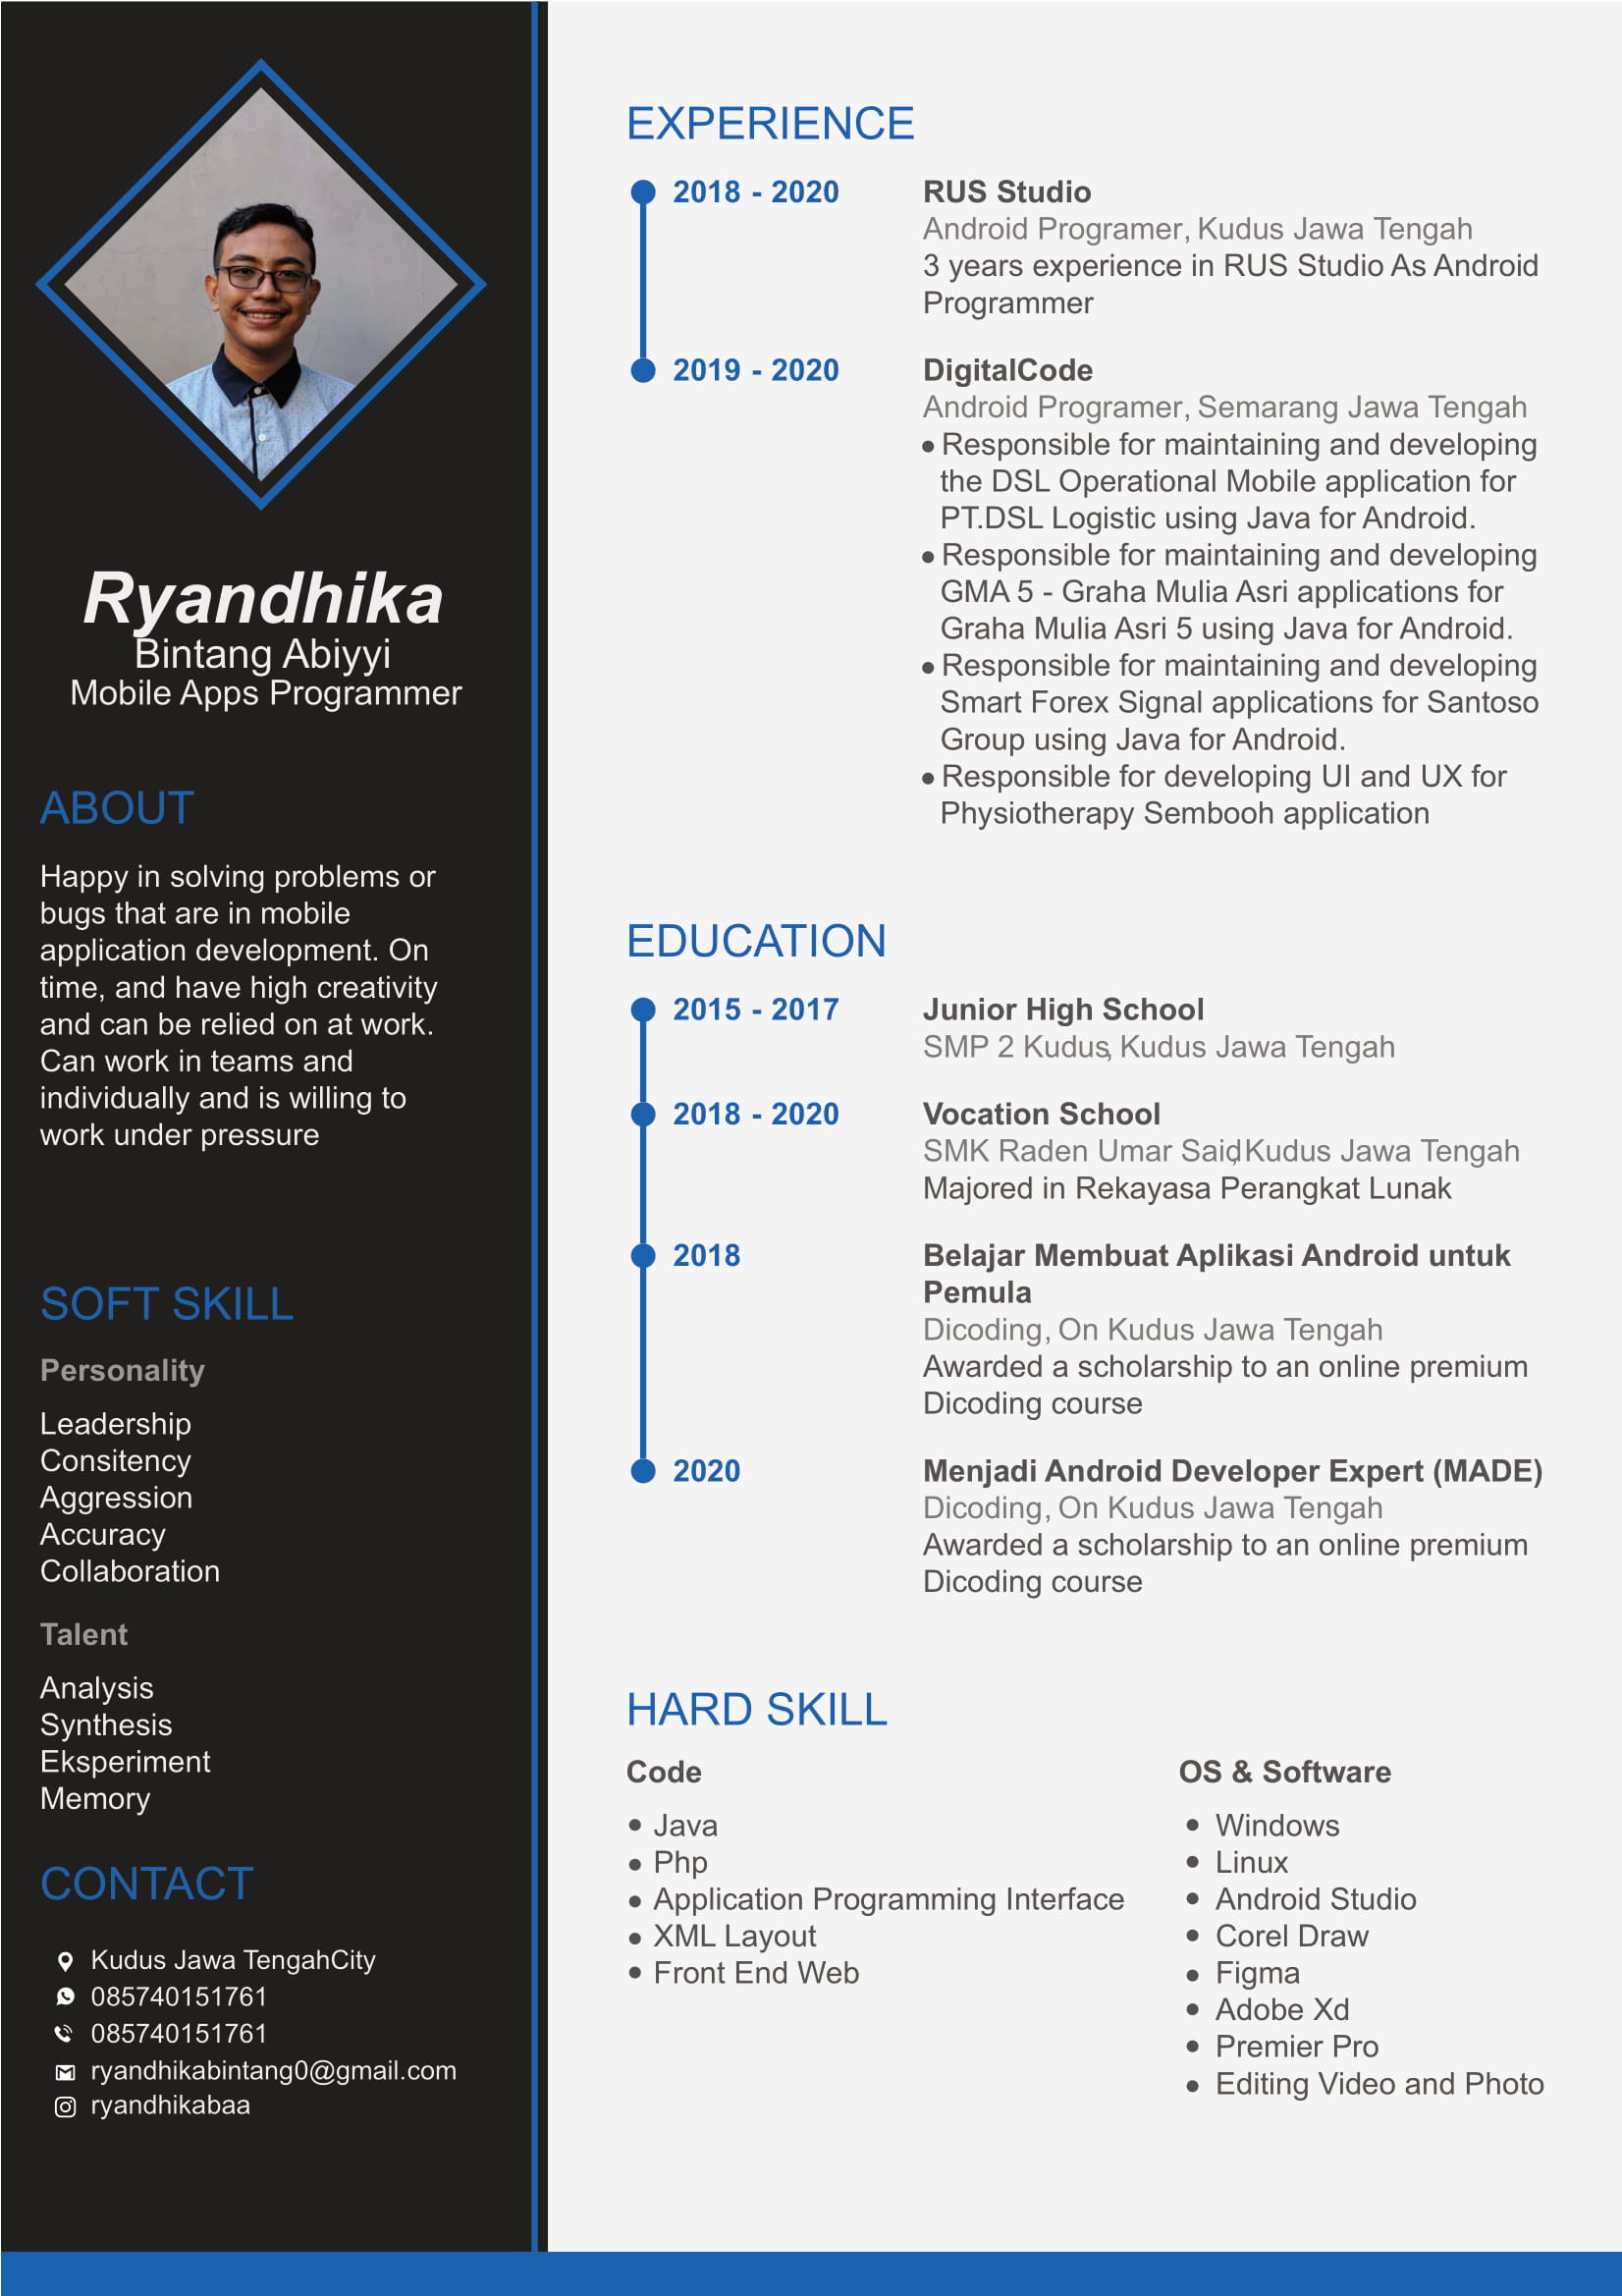 Ryandhika
Bintang Abiyyi
Mobile Apps Programmer
ABOUT
Happy in solving problems or
bugs that are in mobile
application development. On
time, and have high creativity
and can be relied on at work.
Can work in teams and
individually and is willing to
work under pressure
SOFT SKILL
Personality
Leadership
Consitency
Aggression
Accuracy
Collaboration
Talent
Analysis
Synthesis
Eksperiment
Memory
CONTACT
Kudus Jawa TengahCity
085740151761
085740151761
ryandhikabintang0@gmail.com
ryandhikabaa
EXPERIENCE
2018 - 2020
RUS Studio
Android Programer, Kudus Jawa Tengah
3 years experience in RUS Studio As Android
Programmer
2019 - 2020
DigitalCode
Android Programer, Semarang Jawa Tengah
• Responsible for maintaining and developing
the DSL Operational Mobile application for
PT.DSL Logistic using Java for Android.
• Responsible for maintaining and developing
GMA 5 - Graha Mulia Asri applications for
Graha Mulia Asri 5 using Java for Android.
• Responsible for maintaining and developing
Smart Forex Signal applications for Santoso
Group using Java for Android.
• Responsible for developing UI and UX for
Physiotherapy Sembooh application
EDUCATION
2015 - 2017
Junior High School
SMP 2 Kudus, Kudus Jawa Tengah
2018 - 2020
Vocation School
SMK Raden Umar Said, Kudus Jawa Tengah
Majored in Rekayasa Perangkat Lunak
2018
Belajar Membuat Aplikasi Android untuk
Pemula
Dicoding, On Kudus Jawa Tengah
Awarded a scholarship to an online premium
Dicoding course
2020
Menjadi Android Developer Expert (MADE)
Dicoding, On Kudus Jawa Tengah
Awarded a scholarship to an online premium
Dicoding course
HARD SKILL
Code
• Java
• Php
• Application Programming Interface
• XML Layout
• Front End Web
OS & Software
• Windows
• Linux
• Android Studio
• Corel Draw
• Figma
• Adobe Xd
• Premier Pro
• Editing Video and Photo